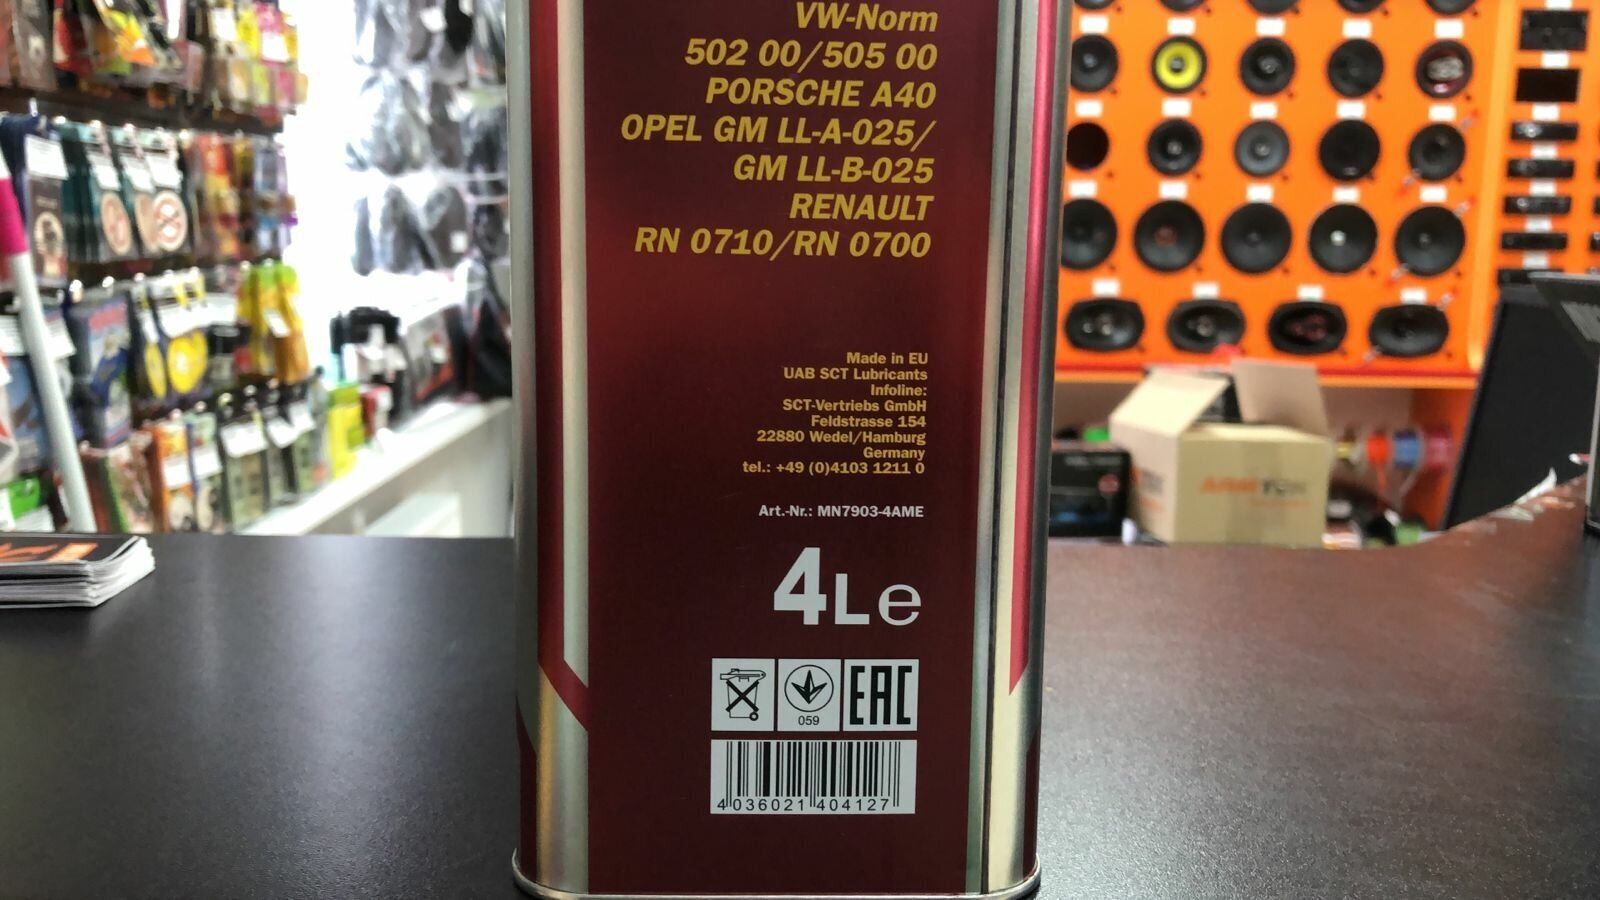 VW-Norm
502 00/505 00
PORSCHE A40
OPEL GM LL-A-025/
GM LL-B-025
RENAULT
RN 0710/RN 0700
Made in EU
UAB SCT Lubricants
Infoline:
SCT-Vertriebs GmbH
Feldstrasse 154
22880 Wedel/Hamburg
Germany
tel.: +49 (0)4103 1211 0
Art.-Nr.: MN7903-4AME
4Le
059
EAC
4 036021 404127